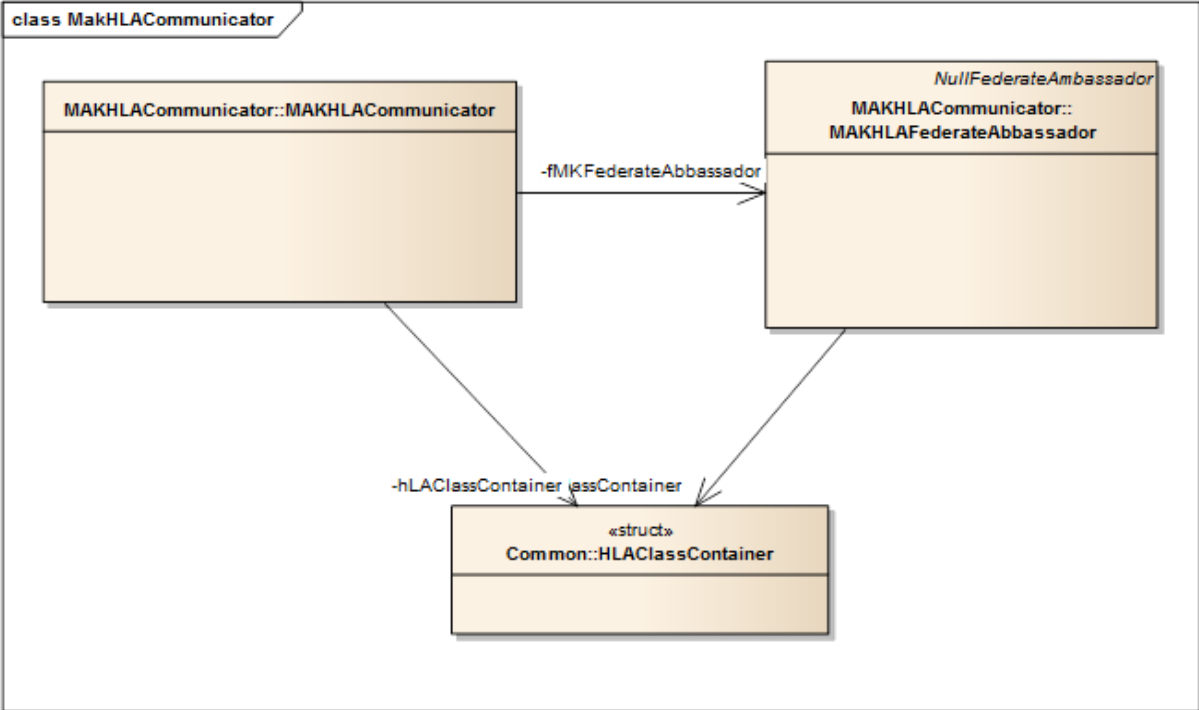 class MakHLACommunicator
NullFederateAmbassador
MAKHLACommunicator::MAKHLACommunicator
MAKHLACommunicator::
MAKHLAFederateAbbassador
-fMKFederateAbbassador
-hLAClassContainer assContainer
«struct»
Common::HLAClassContainer